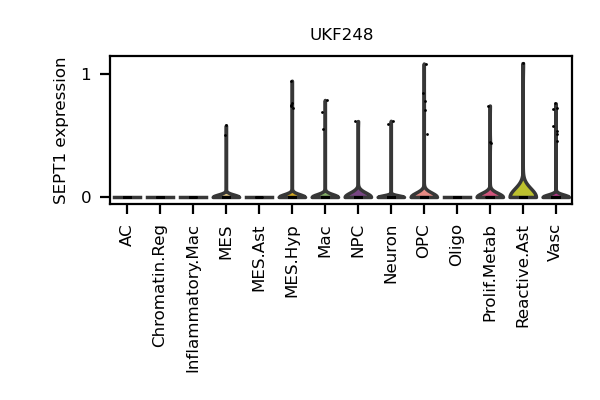 UKF248
SEPT1 expression
1
0
AC
Chromatin.Reg
Inflammatory.Mac
MES
MES.Ast
MES.Hyp
Mac
NPC
Neuron
OPC
Oligo
Prolif.Metab
Reactive.Ast
Vasc